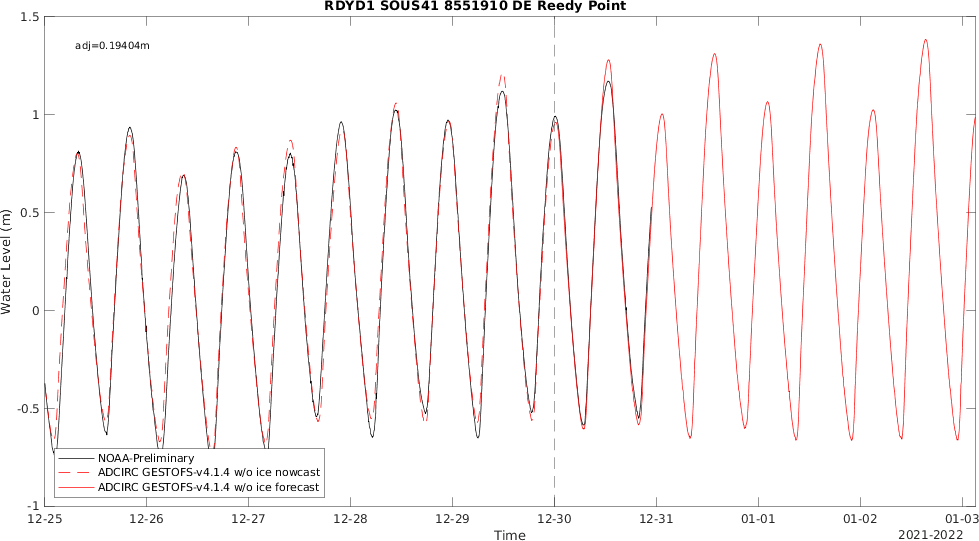 RDYD1 SOUS41 8551910 DE Reedy Point
adj=0.19404m
1.5
1
0.5
0
-0.5
-1
Water Level (m)
NOAA-Preliminary
ADCIRC GESTOFS-v4.1.4 w/o ice nowcast
ADCIRC GESTOFS-v4.1.4 w/o ice forecast
12-25 12-26 12-27 12-28 12-29 12-30 12-31 01-01 01-02 01-03
Time
2021-2022